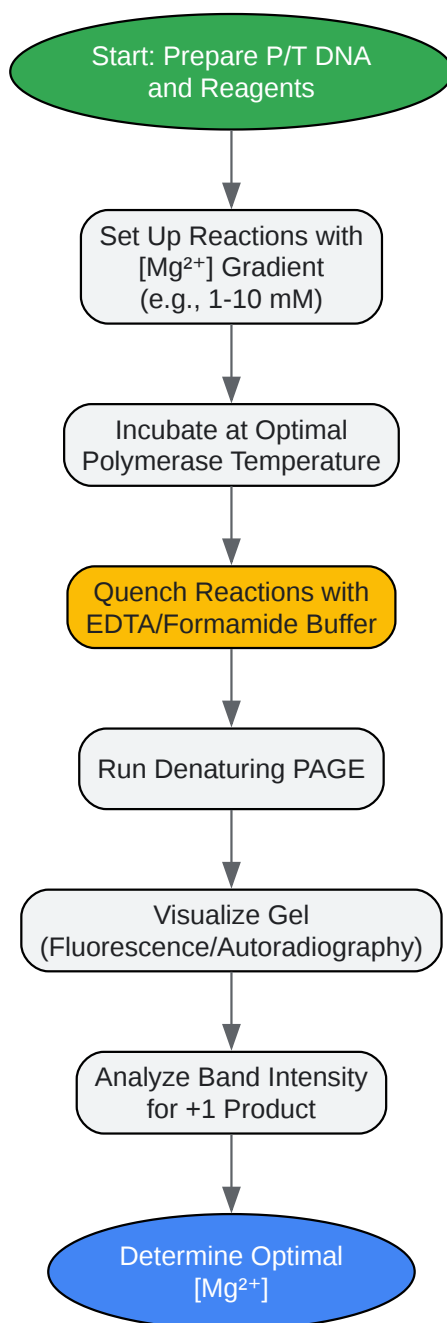 Start: Prepare P/T DNA
and Reagents
Set Up Reactions with
[Mg²⁺] Gradient
(e.g., 1-10 mM)
Incubate at Optimal
Polymerase Temperature
Quench Reactions with
EDTA/Formamide Buffer
Run Denaturing PAGE
Visualize Gel
(Fluorescence/Autoradiography)
Analyze Band Intensity
for +1 Product
Determine Optimal
[Mg²⁺]